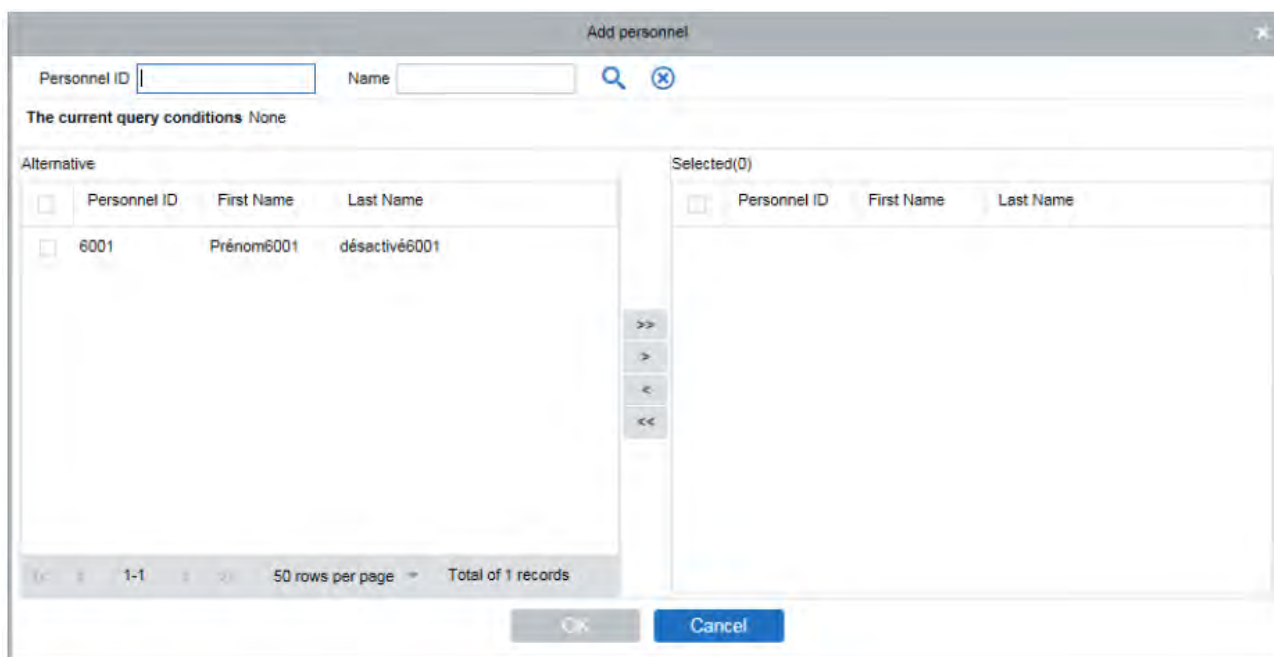 Add personnel
Personnel ID Name
The current query conditions None
Alternative
Personnel ID First Name Last Name
6001 Prénom6001 désactivé6001
1-1 50 rows per page Total of 1 records
Selected(0)
Personnel ID First Name Last Name
>>
>
<
<<
OK Cancel